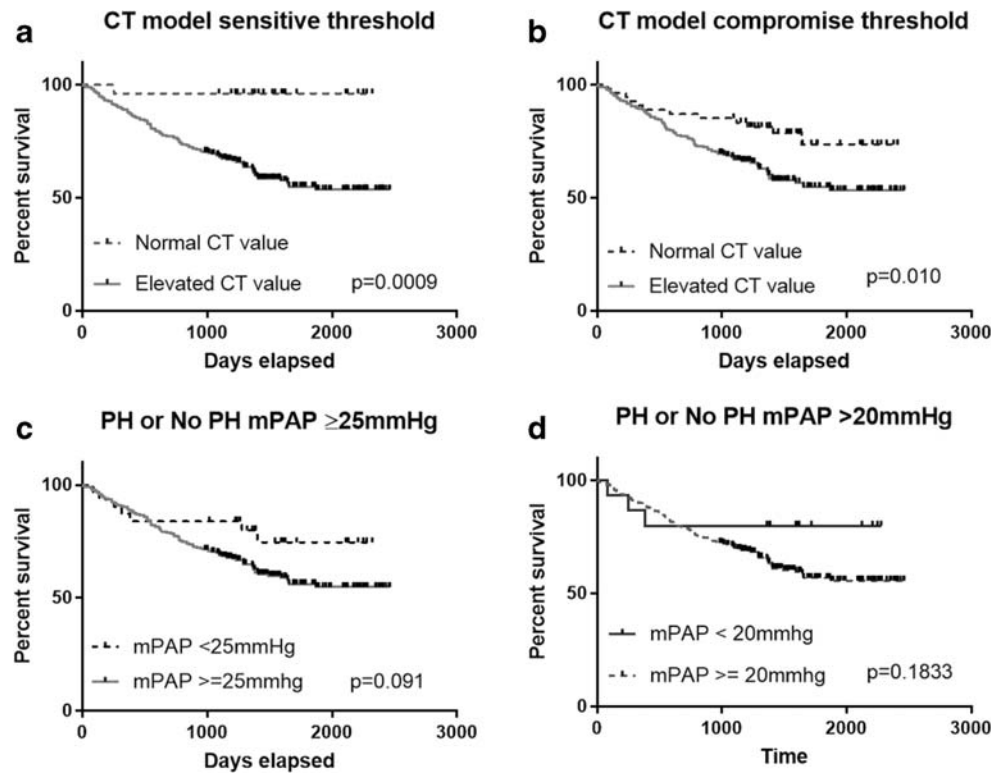 a
CT model sensitive threshold
Percent survival
100
50
0
Normal CT value
Elevated CT value
p=0.0009
0 1000 2000 3000
Days elapsed
b
CT model compromise threshold
Percent survival
100
50
0
Normal CT value
Elevated CT value
p=0.010
0 1000 2000 3000
Days elapsed
c
PH or No PH mPAP ≥25mmHg
Percent survival
100
50
0
mPAP <25mmHg
mPAP >=25mmhg
p=0.091
0 1000 2000 3000
Days elapsed
d
PH or No PH mPAP >20mmHg
Percent survival
100
50
0
mPAP < 20mmhg
mPAP >= 20mmhg
p=0.1833
0 1000 2000 3000
Time